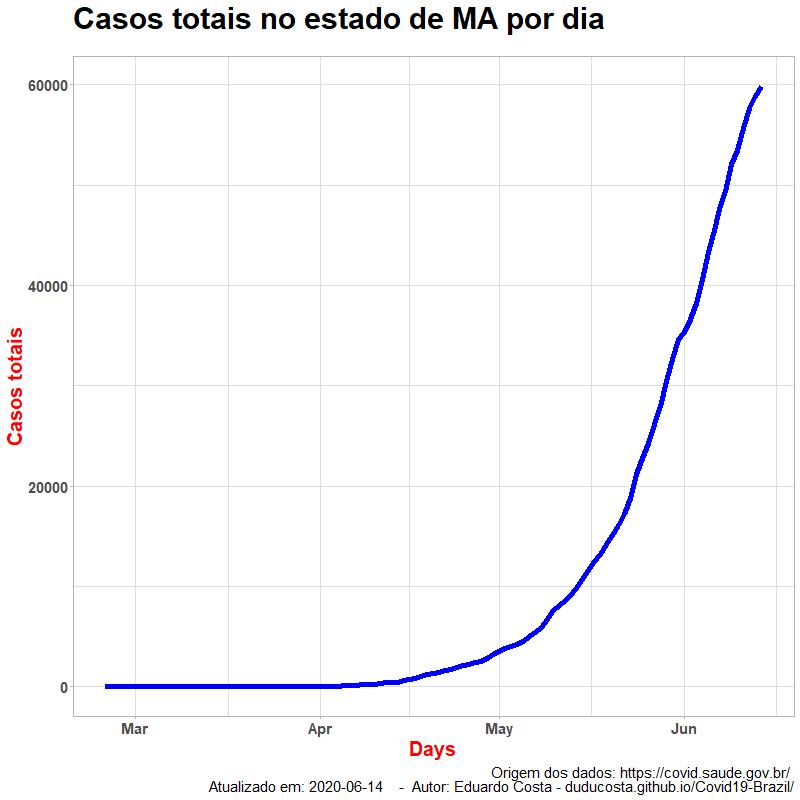 Casos totais no estado de MA por dia
Casos totais
60000
40000
20000
0
Mar Apr May Jun
Days
Origem dos dados: https://covid.saude.gov.br/
Atualizado em: 2020-06-14 - Autor: Eduardo Costa - duducosta.github.io/Covid19-Brazil/